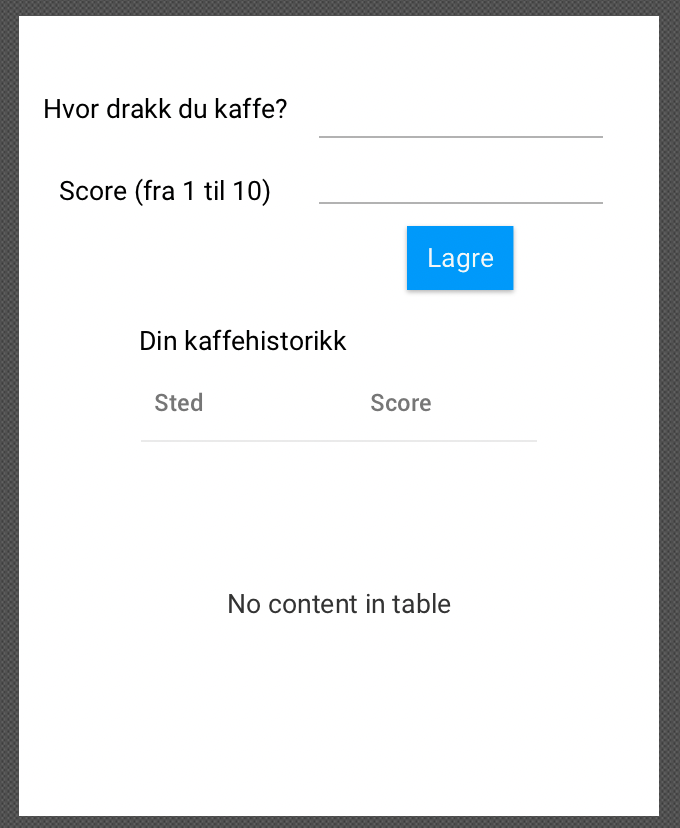 Hvor drakk du kaffe?
Score (fra 1 til 10)
Lagre
Din kaffehistorikk
Sted Score
No content in table